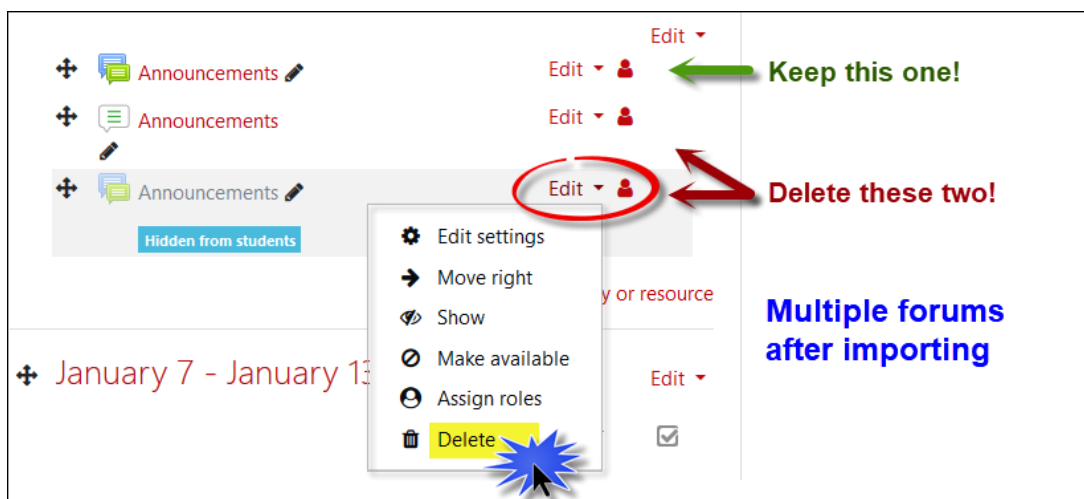 Edit
Announcements Edit Keep this one!
Announcements Edit
Announcements Edit Delete these two!
Hidden from students
Edit settings
Move right
y or resource
Show
Multiple forums
after importing
Make available
January 7 - January 13
Edit
Assign roles
Delete